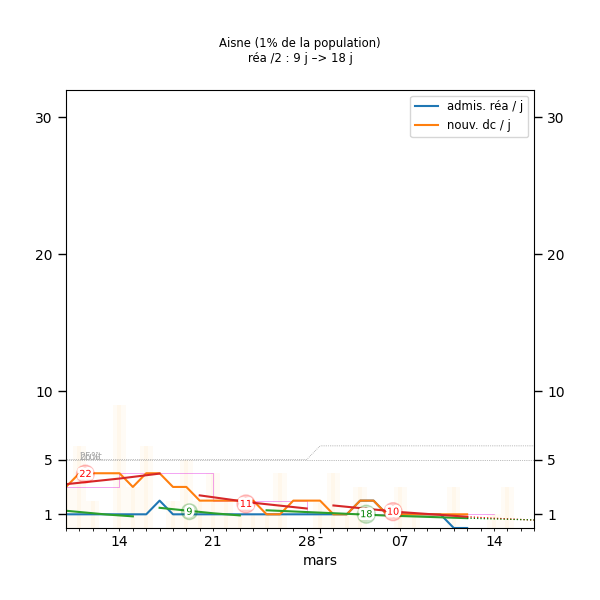 Aisne (1% de la population)
réa /2 : 9 j –> 18 j
admis. réa / j
nouv. dc / j
30 30
20 20
10 10
5 5
22
11
9
18
10
1 1
14 21 28 07 14
mars